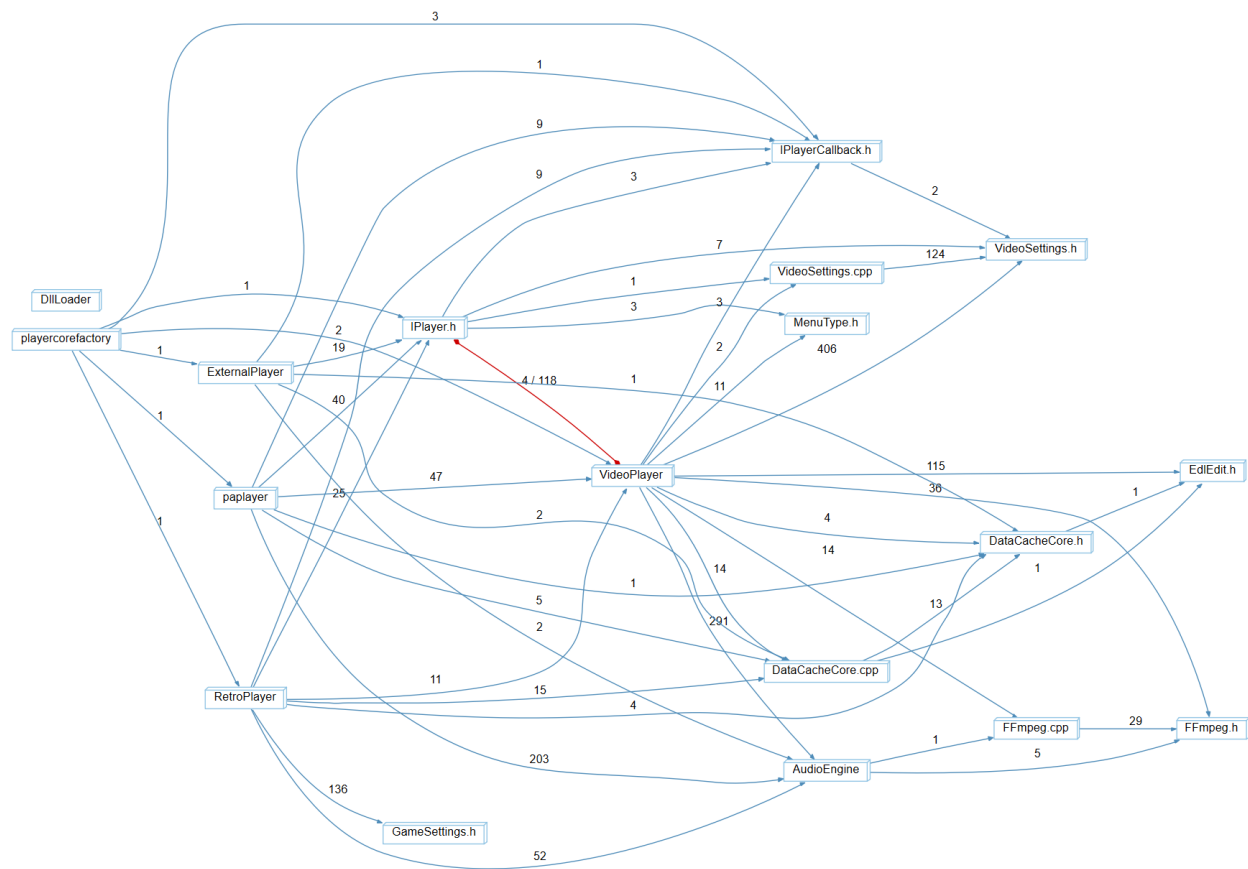 3
1
9
IPlayerCallback.h
9
3
2
7
VideoSettings.h
124
VideoSettings.cpp
1
1
DllLoader
3
3
IPlayer.h
MenuType.h
playercorefactory
2
19
1
2
406
ExternalPlayer
4 / 118
1
11
40
1
115
EdlEdit.h
VideoPlayer
47
36
paplayer
25
1
2
4
1
14
DataCacheCore.h
14
1
1
5
13
291
2
DataCacheCore.cpp
11
15
RetroPlayer
4
29
FFmpeg.cpp
FFmpeg.h
1
5
203
AudioEngine
136
GameSettings.h
52